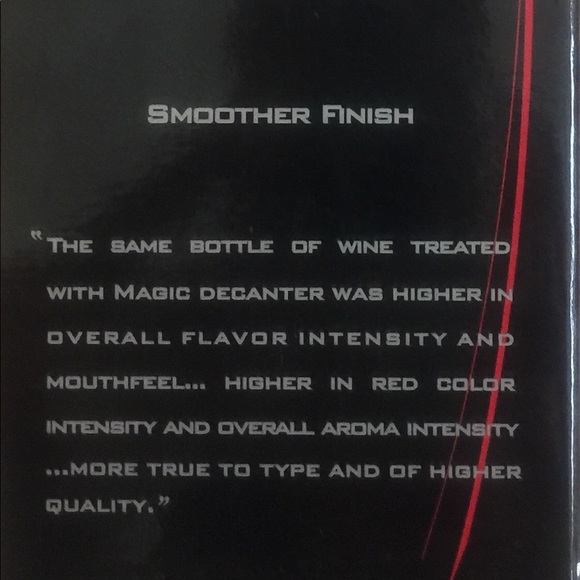 SMOOTHER FINISH
"THE SAME BOTTLE OF WINE TREATED
WITH MAGIC DECANTER WAS HIGHER IN
OVERALL FLAVOR INTENSITY AND
MOUTHFEEL... HIGHER IN RED COLOR
INTENSITY AND OVERALL AROMA INTENSITY
...MORE TRUE TO TYPE AND OF HIGHER
QUALITY."